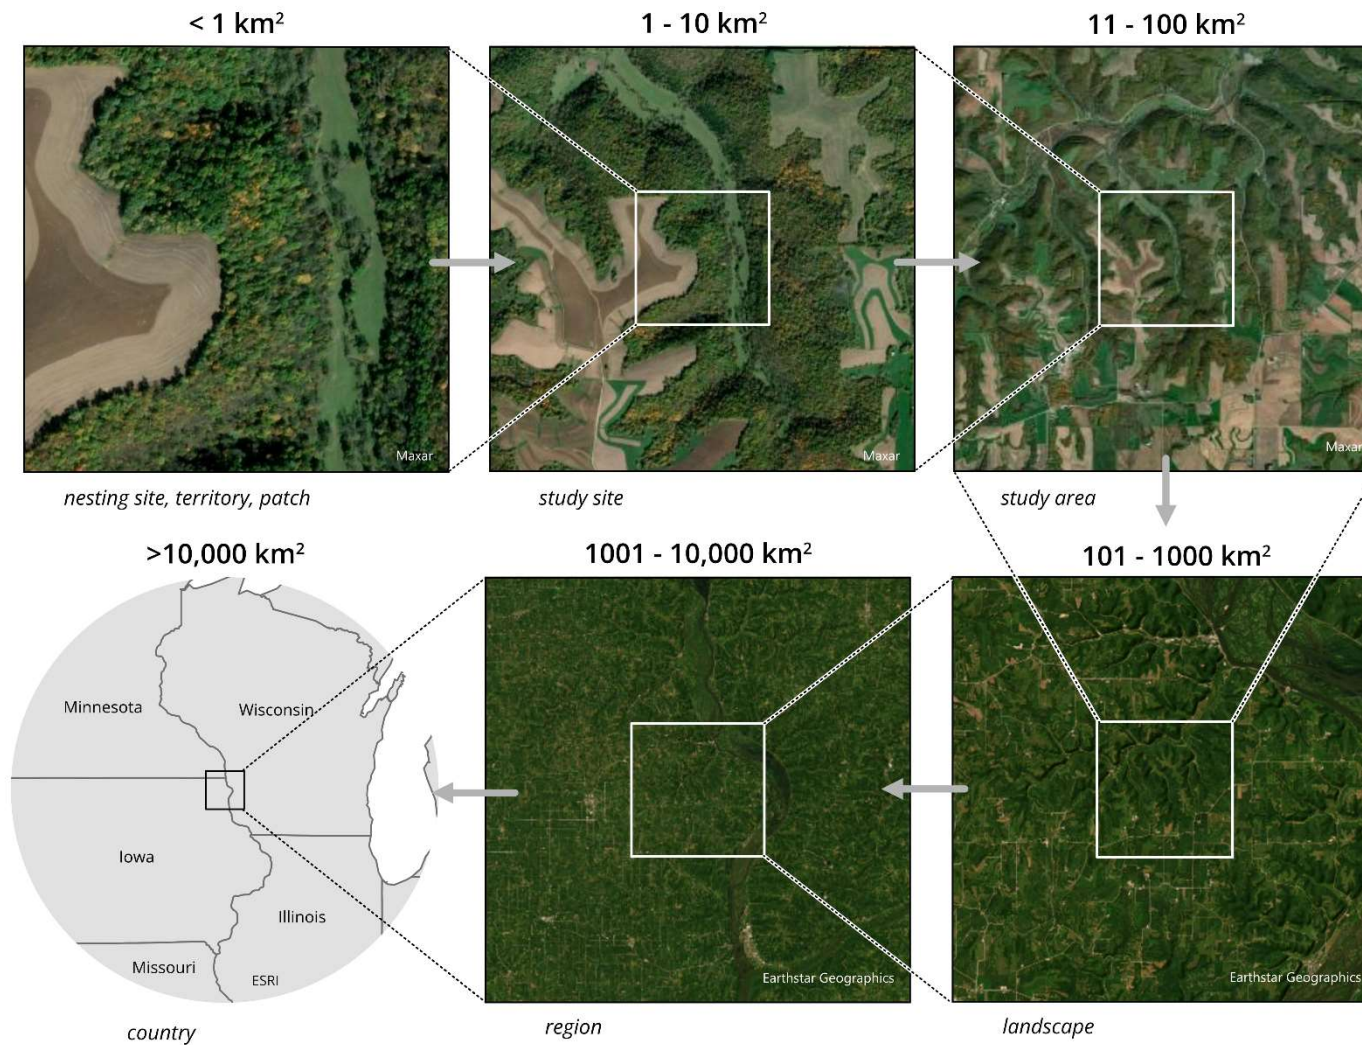 < 1 km²
1 - 10 km²
11 - 100 km²
Maxar
Maxar
Maxar
nesting site, territory, patch
study site
study area
>10,000 km²
1001 - 10,000 km²
101 - 1000 km²
Minnesota
Wisconsin
Iowa
Illinois
Missouri
ESRI
Earthstar Geographics
Earthstar Geographics
country
region
landscape